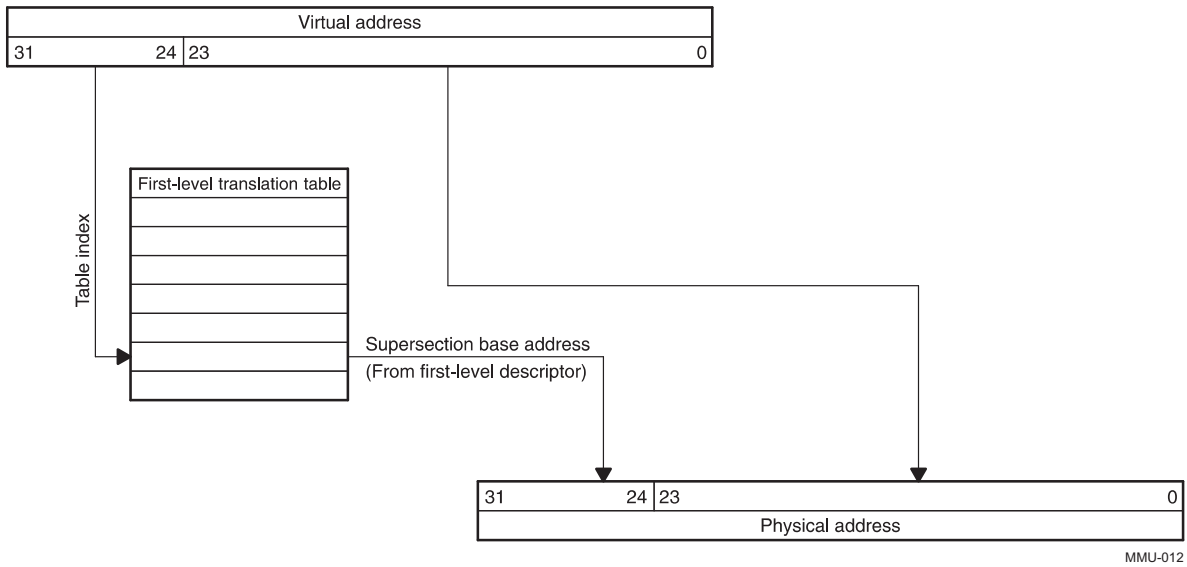 Virtual address
31 24 23 0
First-level translation table
Table index
Supersection base address
(From first-level descriptor)
31 24 23 0
Physical address
MMU-012